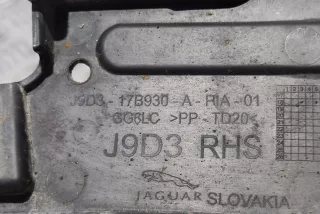 J9D3-17B930-A-PIA-01
GG6LC >PP-TD20<
J9D3 RHS
JAGUAR SLOVAKIA